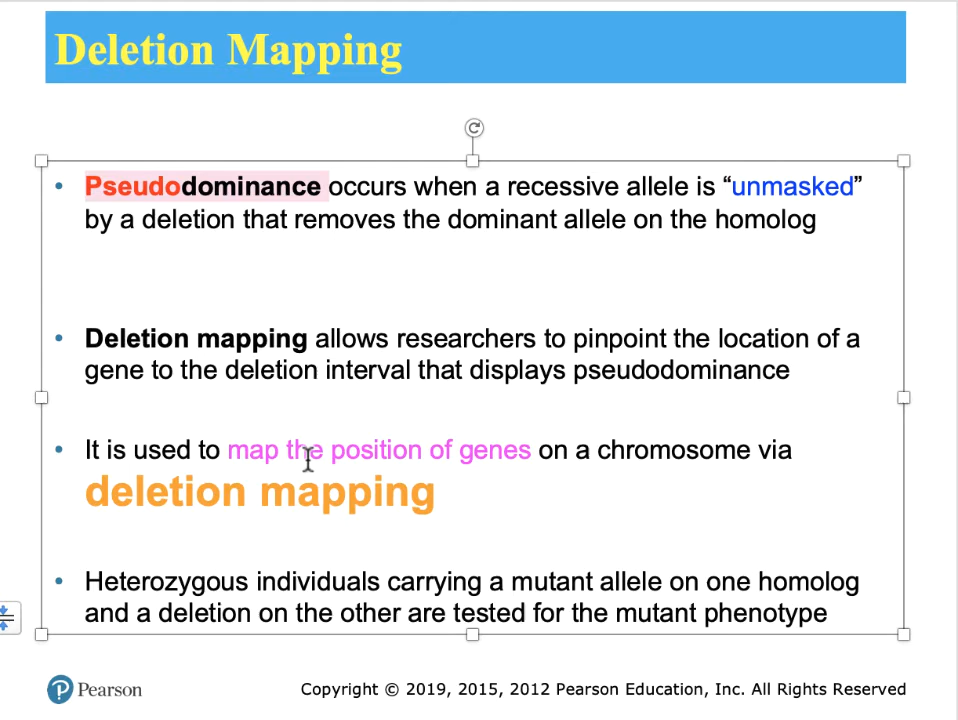 Deletion Mapping
• Pseudodominance occurs when a recessive allele is “unmasked”
by a deletion that removes the dominant allele on the homolog
• Deletion mapping allows researchers to pinpoint the location of a
gene to the deletion interval that displays pseudodominance
• It is used to map the position of genes on a chromosome via
deletion mapping
• Heterozygous individuals carrying a mutant allele on one homolog
and a deletion on the other are tested for the mutant phenotype
P Pearson
Copyright © 2019, 2015, 2012 Pearson Education, Inc. All Rights Reserved